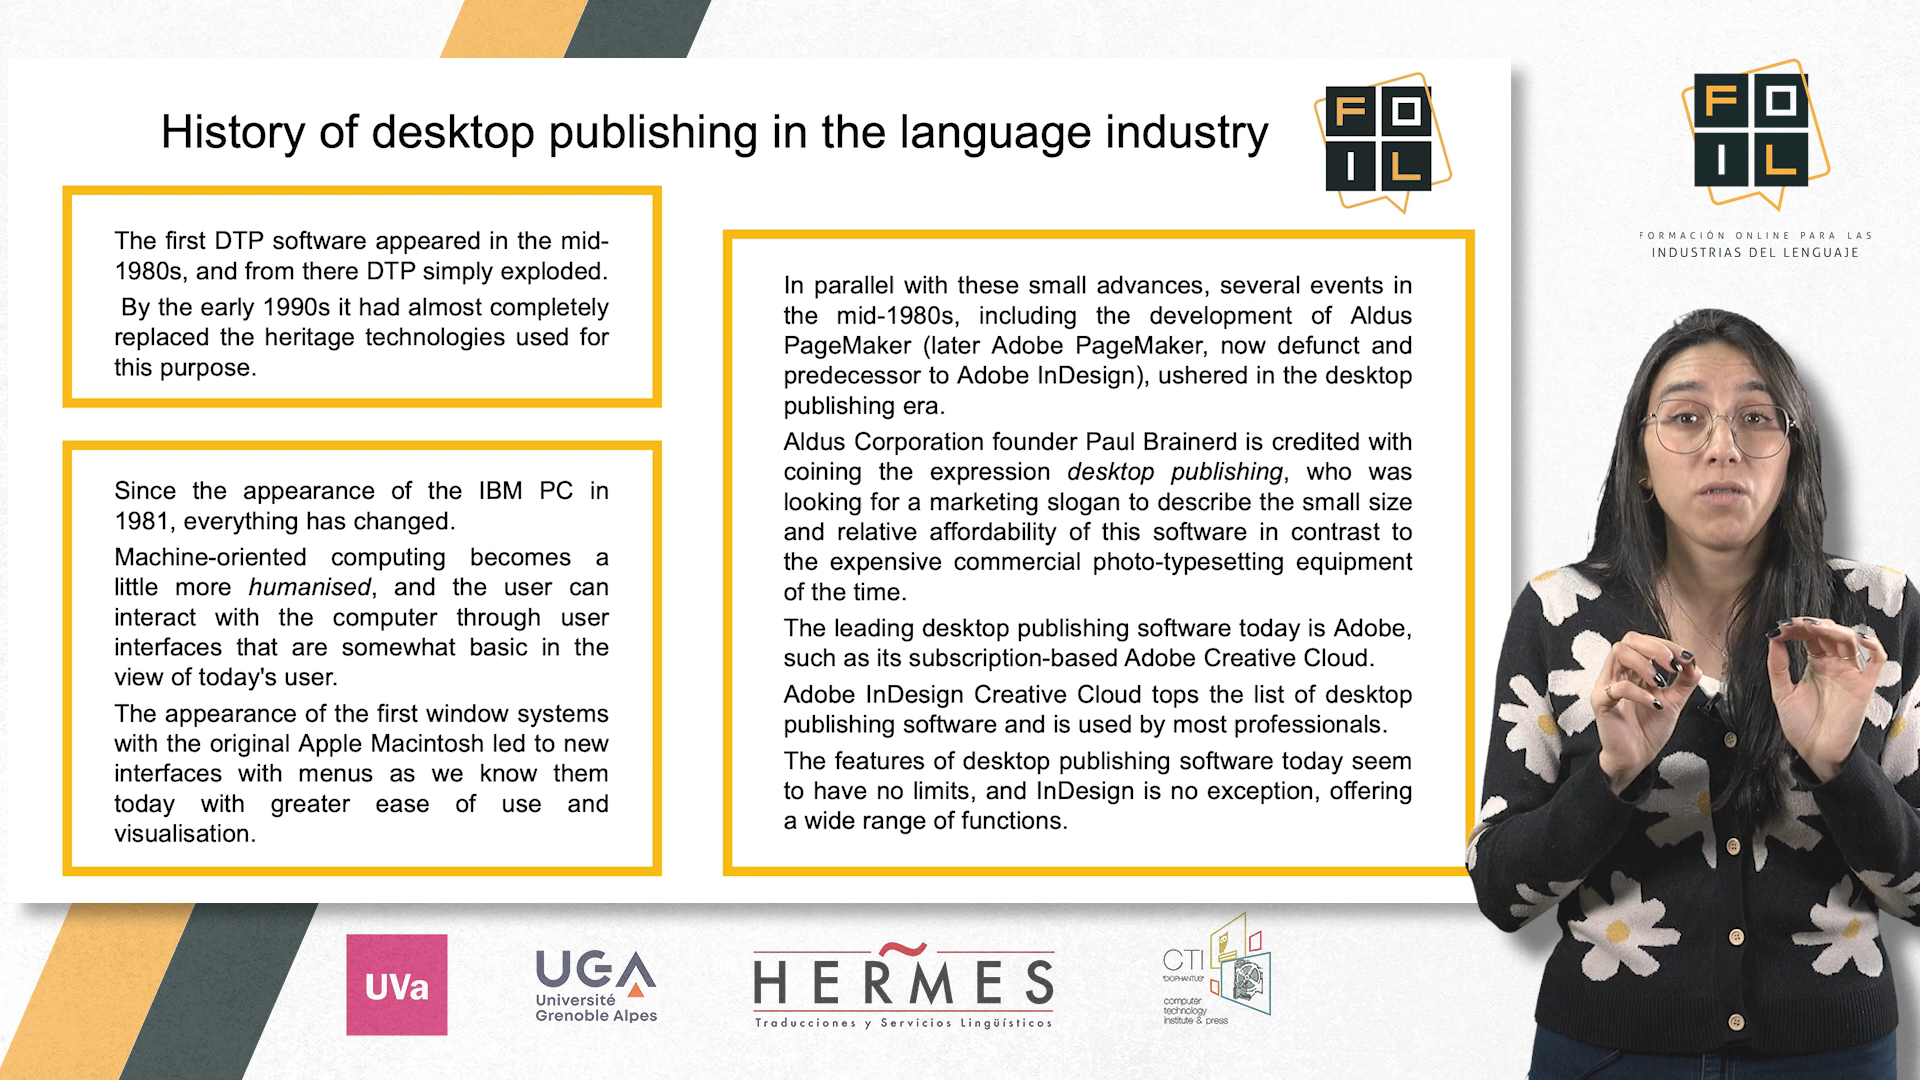 History of desktop publishing in the language industry
F O
I L
F O
I L
FORMACIÓN ONLINE PARA LAS
INDUSTRIAS DEL LENGUAJE
The first DTP software appeared in the mid-
1980s, and from there DTP simply exploded.
By the early 1990s it had almost completely
replaced the heritage technologies used for
this purpose.
Since the appearance of the IBM PC in
1981, everything has changed.
Machine-oriented computing becomes a
little more humanised, and the user can
interact with the computer through user
interfaces that are somewhat basic in the
view of today's user.
The appearance of the first window systems
with the original Apple Macintosh led to new
interfaces with menus as we know them
today with greater ease of use and
visualisation.
In parallel with these small advances, several events in
the mid-1980s, including the development of Aldus
PageMaker (later Adobe PageMaker, now defunct and
predecessor to Adobe InDesign), ushered in the desktop
publishing era.
Aldus Corporation founder Paul Brainerd is credited with
coining the expression desktop publishing, who was
looking for a marketing slogan to describe the small size
and relative affordability of this software in contrast to
the expensive commercial photo-typesetting equipment
of the time.
The leading desktop publishing software today is Adobe,
such as its subscription-based Adobe Creative Cloud.
Adobe InDesign Creative Cloud tops the list of desktop
publishing software and is used by most professionals.
The features of desktop publishing software today seem
to have no limits, and InDesign is no exception, offering
a wide range of functions.
UVa
UGA
Université
Grenoble Alpes
HERMES
Traducciones y Servicios Lingüísticos
CTI
"DIOPHANTUS"
computer
technology
institute & press